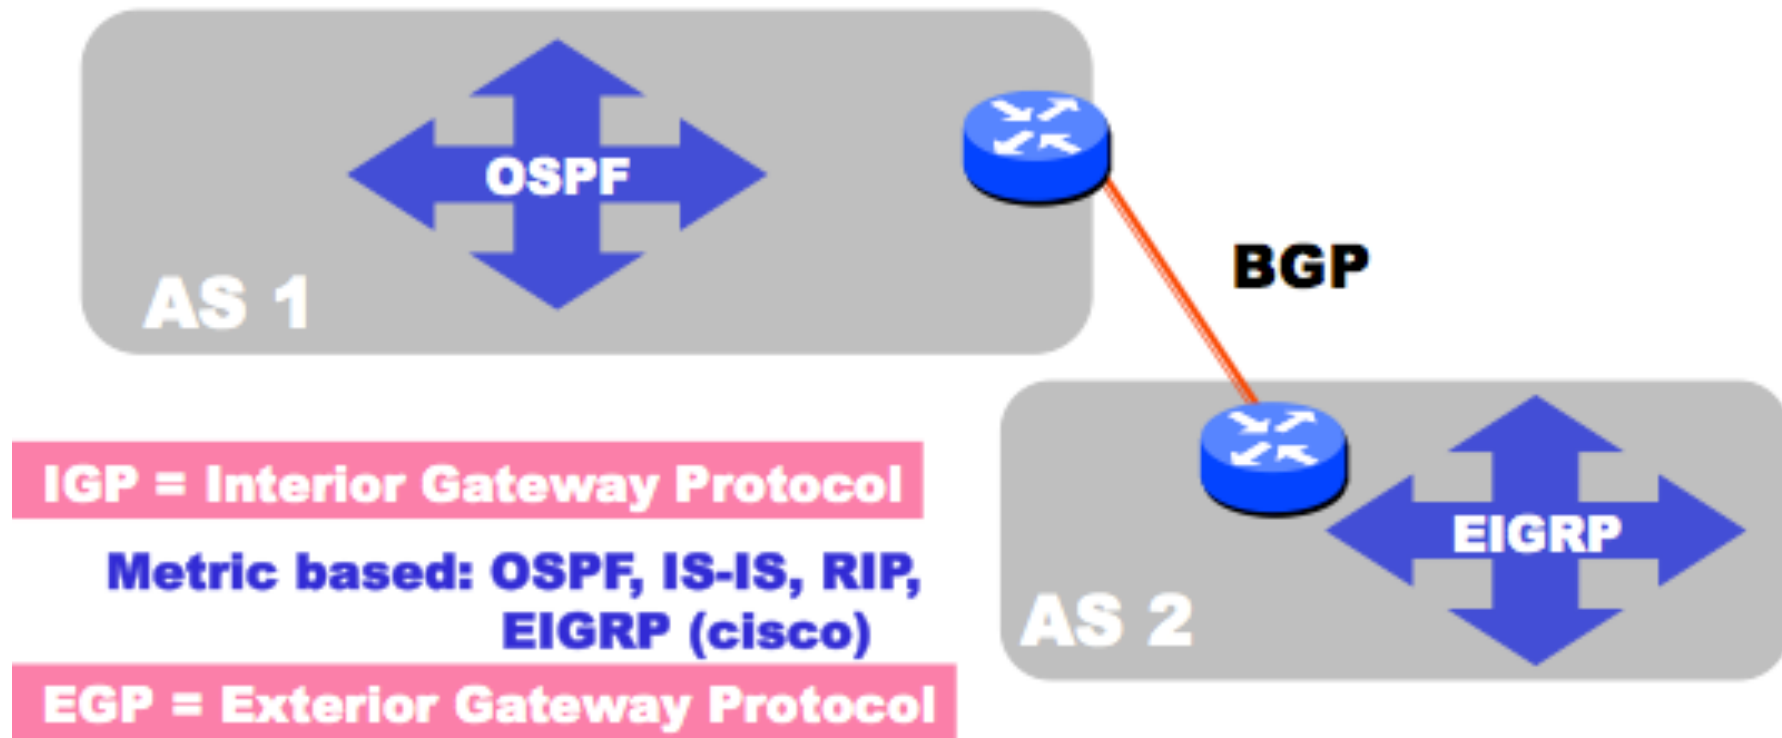 OSPF
AS 1
BGP
IGP = Interior Gateway Protocol
Metric based: OSPF, IS-IS, RIP,
EIGRP (cisco)
EGP = Exterior Gateway Protocol
EIGRP
AS 2